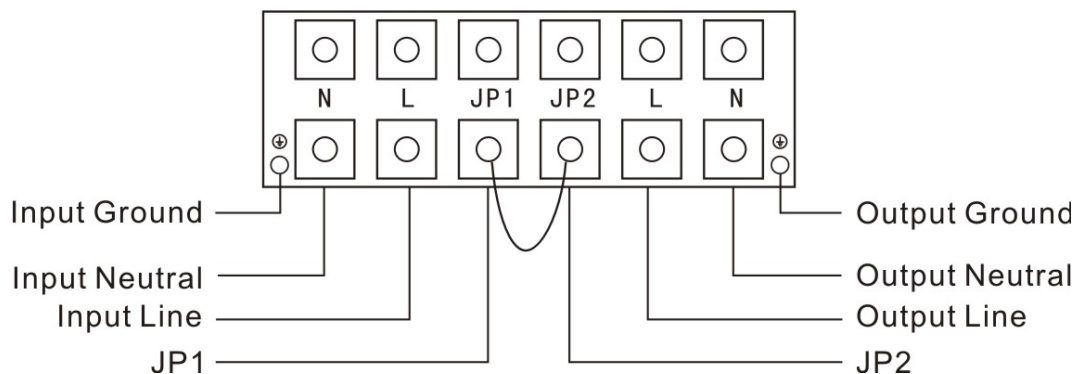 N L JP1 JP2 L N
Input Ground
Output Ground
Input Neutral
Output Neutral
Input Line
Output Line
JP1
JP2